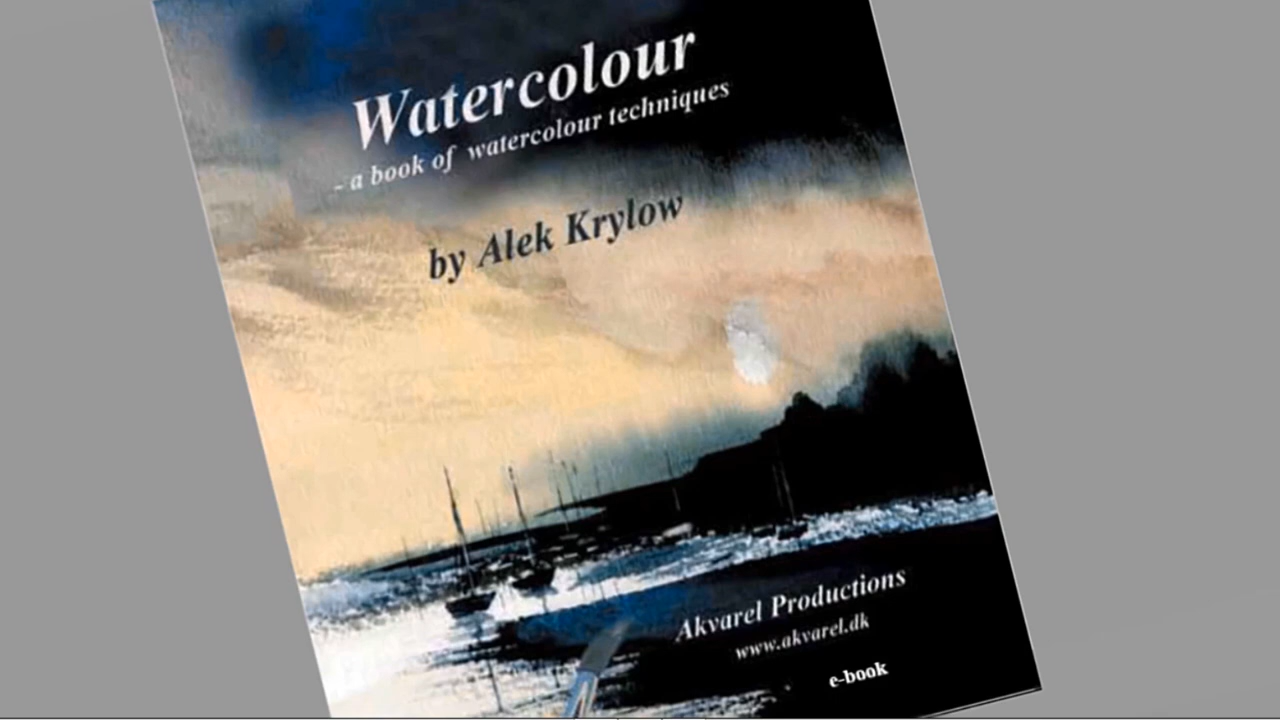 Watercolour
- a book of watercolour techniques
by Alek Krylow
Akvarel Productions
www.akvarel.dk
e-book